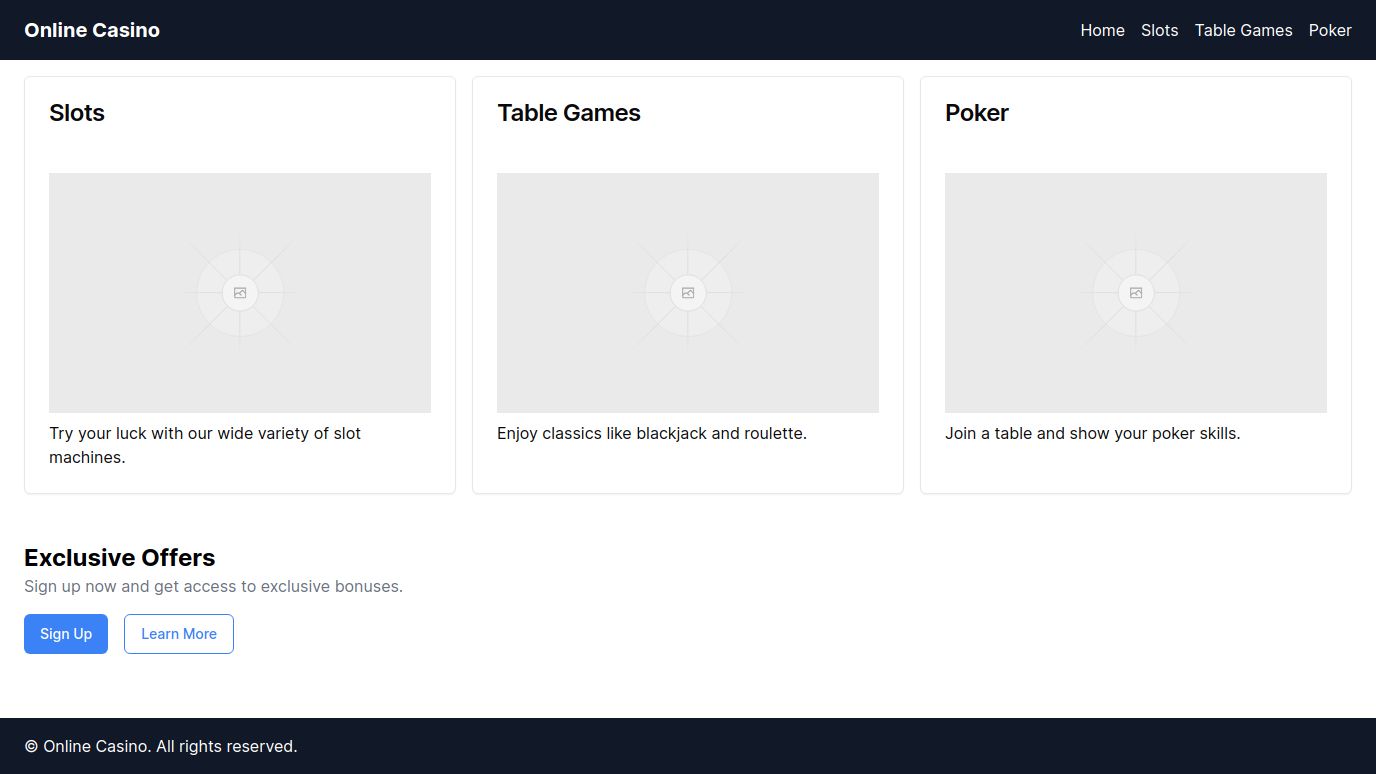 Online Casino
Home Slots Table Games Poker
Slots
Try your luck with our wide variety of slot
machines.
Table Games
Enjoy classics like blackjack and roulette.
Poker
Join a table and show your poker skills.
Exclusive Offers
Sign up now and get access to exclusive bonuses.
Sign Up Learn More
© Online Casino. All rights reserved.